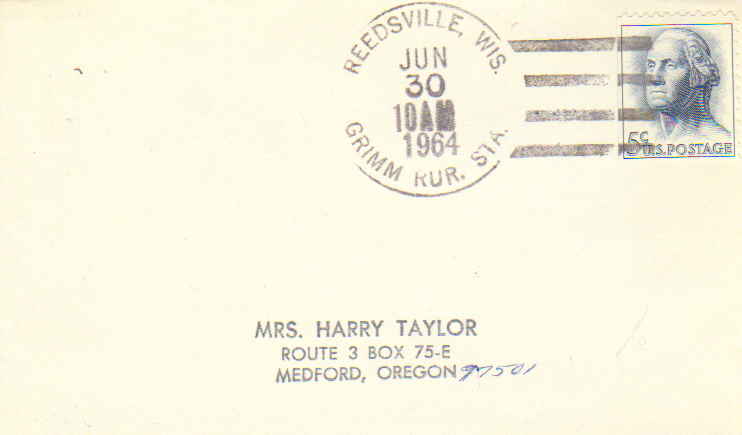 REEDSVILLE, WIS.
JUN
30
10AM
1964
GRIMM RUR. STA.
5¢
U.S. POSTAGE
MRS. HARRY TAYLOR
ROUTE 3 BOX 75-E
MEDFORD, OREGON 97501